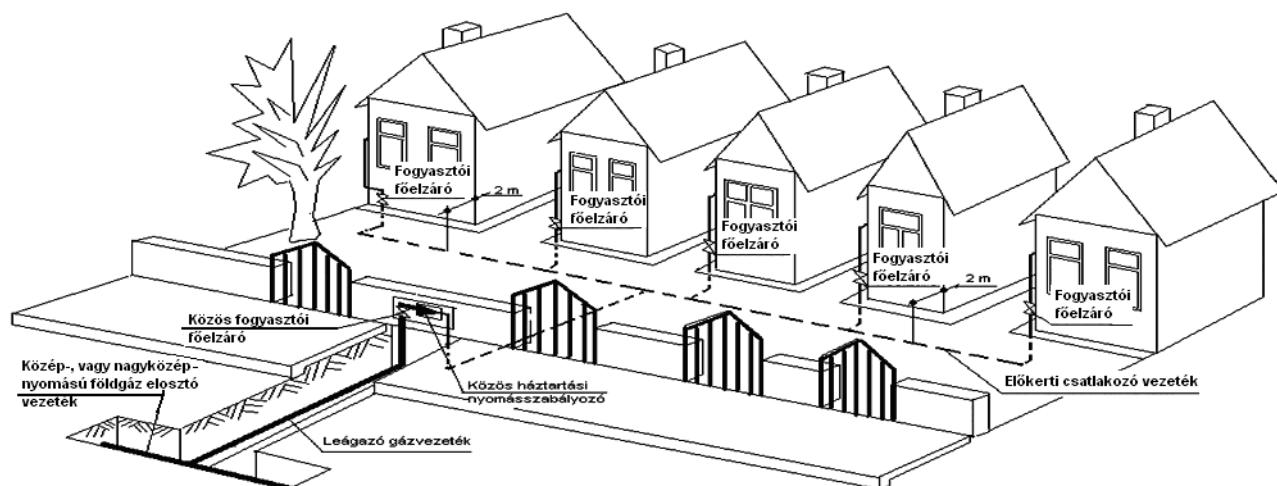 Fogyasztói
főelzáró
2 m
Fogyasztói
főelzáró
Fogyasztói
főelzáró
Fogyasztói
főelzáró
2 m
Fogyasztói
főelzáró
Közös fogyasztói
főelzáró
Közép-, vagy nagyközép-
nyomású földgáz elosztó
vezeték
Közös háztartási
nyomásszabályozó
Előkerti csatlakozó vezeték
Leágazó gázvezeték